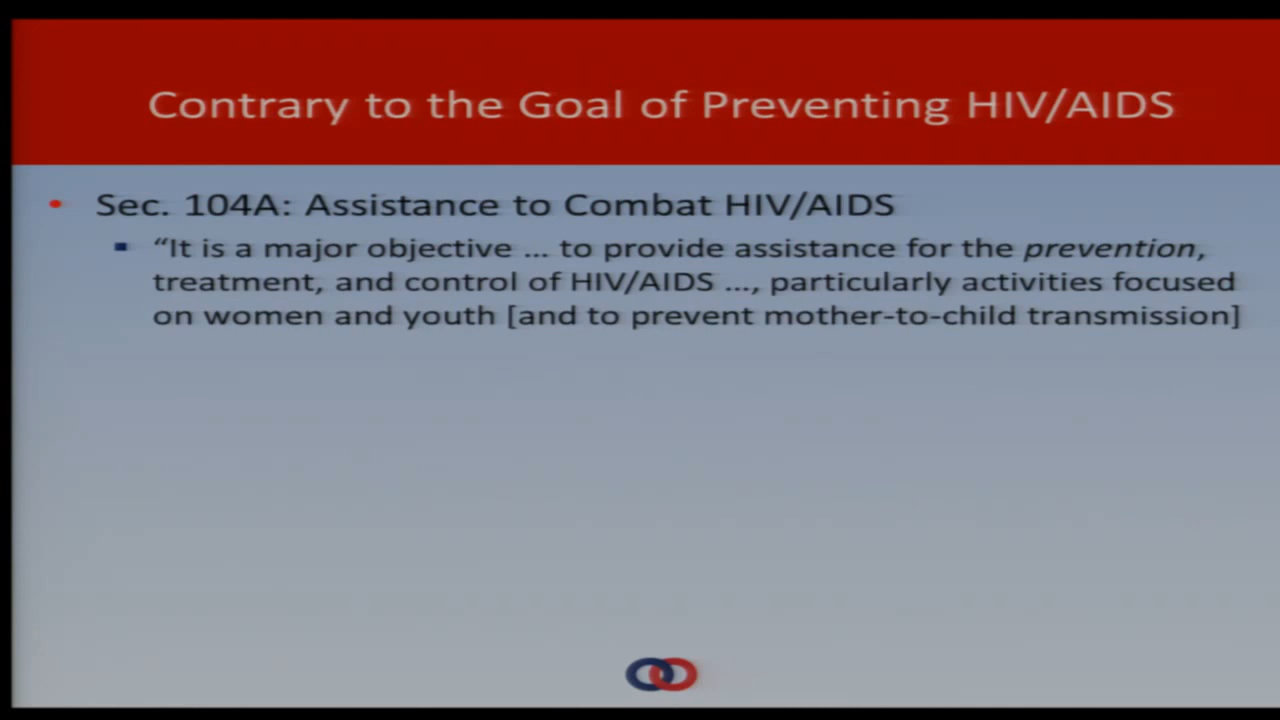 Contrary to the Goal of Preventing HIV/AIDS
Sec. 104A: Assistance to Combat HIV/AIDS
“It is a major objective ... to provide assistance for the prevention,
treatment, and control of HIV/AIDS ..., particularly activities focused
on women and youth [and to prevent mother-to-child transmission]